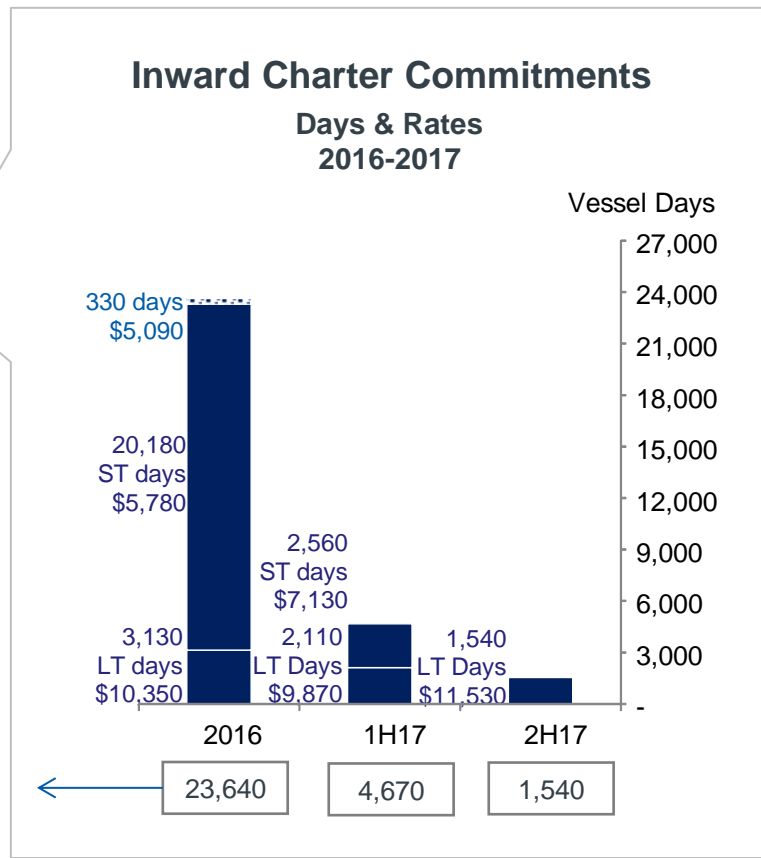 Inward Charter Commitments
Days & Rates
2016-2017
Vessel Days
27,000
24,000
21,000
18,000
15,000
12,000
9,000
6,000
3,000
-
330 days
$5,090
20,180
ST days
$5,780
3,130
LT days
$10,350
2,560
ST days
$7,130
2,110
LT Days
$9,870
1,540
LT Days
$11,530
2016
1H17
2H17
23,640
4,670
1,540